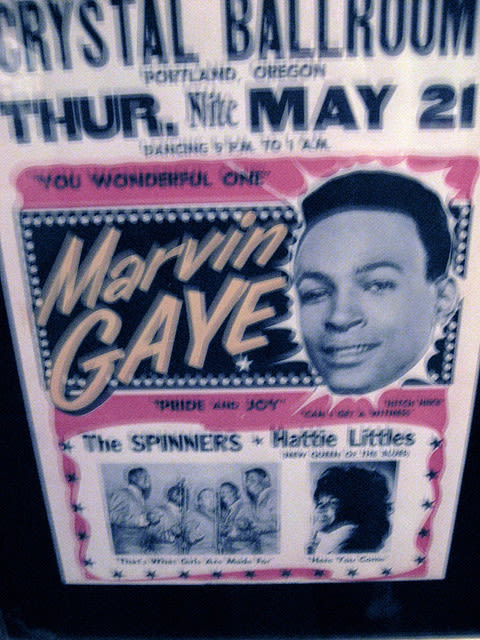 CRYSTAL BALLROOM
PORTLAND, OREGON
THUR. Nite MAY 21
DANCING 9 P.M. TO 1 A.M.
"YOU WONDERFUL ONE"
Marvin
GAYE
"PRIDE AND JOY"
"HITCH HIKE"
"CAN I GET A WITNESS"
The SPINNERS ★ Hattie Littles
(NEW QUEEN OF THE BLUES)
"That's What Girls Are Made For"
"Here You Come"